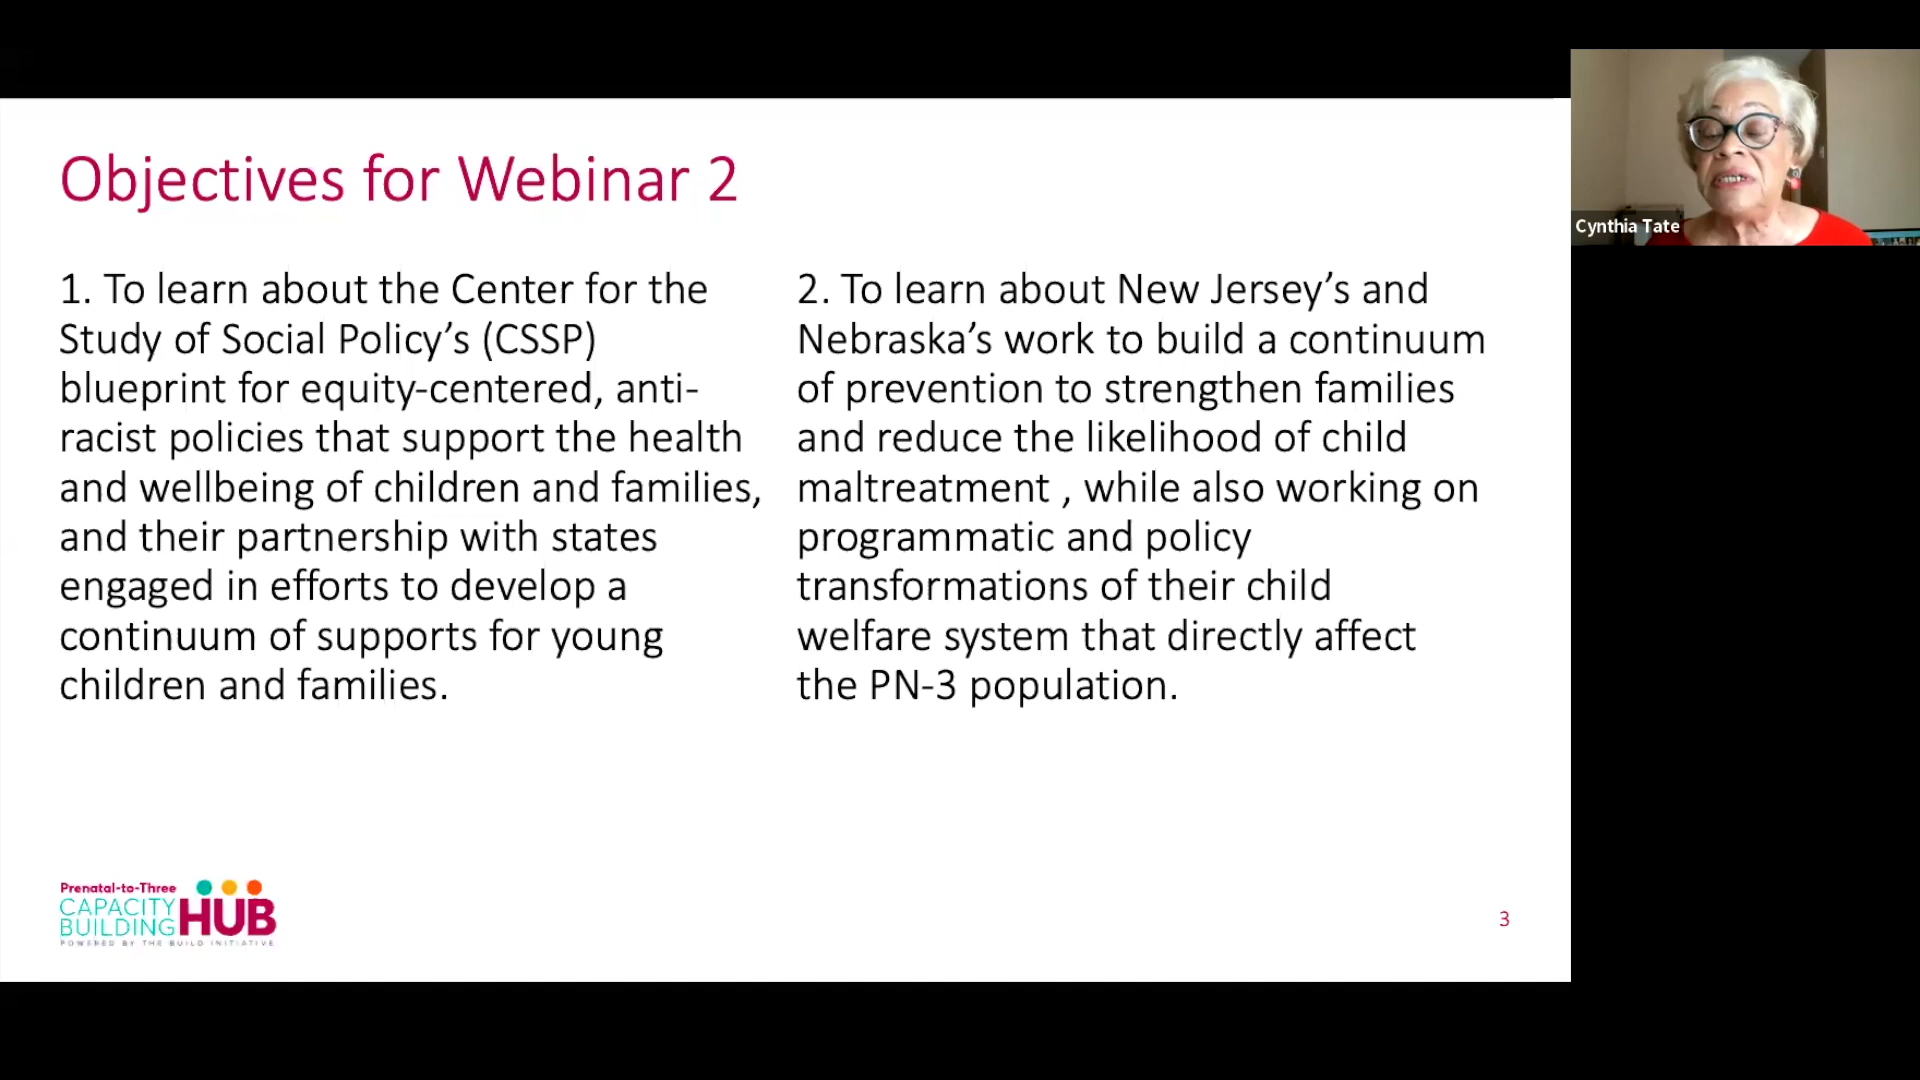 Objectives for Webinar 2
1. To learn about the Center for the
Study of Social Policy’s (CSSP)
blueprint for equity-centered, anti-
racist policies that support the health
and wellbeing of children and families,
and their partnership with states
engaged in efforts to develop a
continuum of supports for young
children and families.
2. To learn about New Jersey’s and
Nebraska’s work to build a continuum
of prevention to strengthen families
and reduce the likelihood of child
maltreatment , while also working on
programmatic and policy
transformations of their child
welfare system that directly affect
the PN-3 population.
Cynthia Tate
Prenatal-to-Three
CAPACITY
BUILDING
HUB
POWERED BY THE BUILD INITIATIVE
3